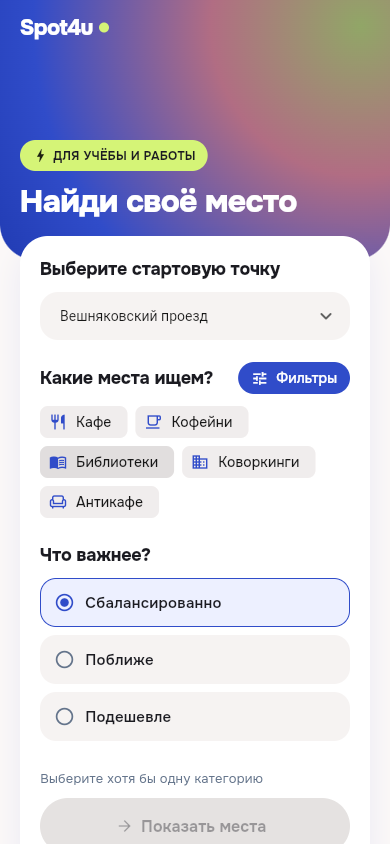 Spot4u
ДЛЯ УЧЁБЫ И РАБОТЫ
Найди своё место
Выберите стартовую точку
Вешняковский проезд
Какие места ищем?
Фильтры
Кафе
Кофейни
Библиотеки
Коворкинги
Антикафе
Что важнее?
Сбалансированно
Поближе
Подешевле
Выберите хотя бы одну категорию
Показать места